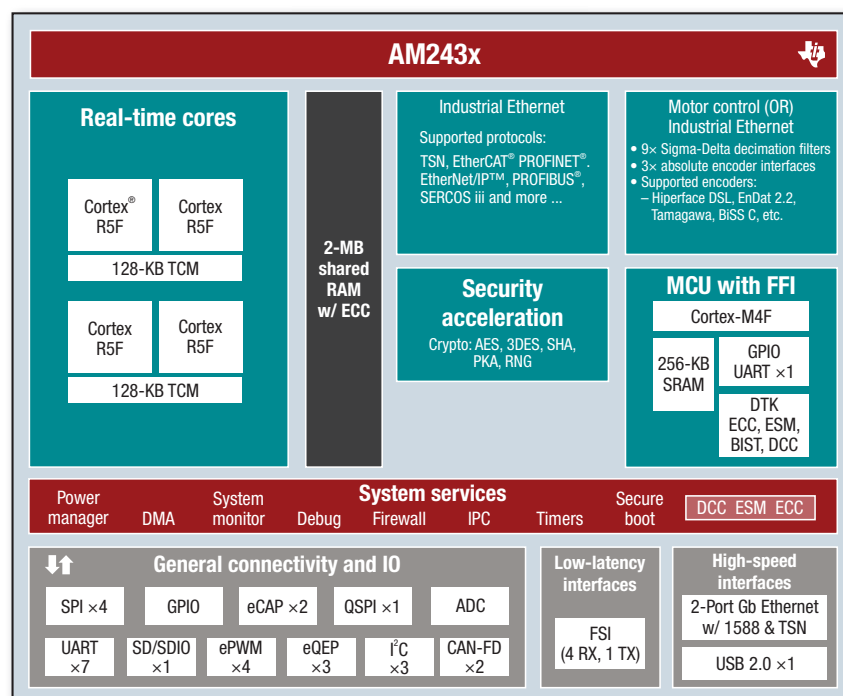 AM243x
Real-time cores
Cortex®
R5F
Cortex
R5F
128-KB TCM
Cortex
R5F
Cortex
R5F
128-KB TCM
2-MB
shared
RAM
w/ ECC
Industrial Ethernet
Supported protocols:
TSN, EtherCAT® PROFINET®.
EtherNet/IP™, PROFIBUS®,
SERCOS iii and more ...
Motor control (OR)
Industrial Ethernet
• 9× Sigma-Delta decimation filters
• 3× absolute encoder interfaces
• Supported encoders:
– Hiperface DSL, EnDat 2.2,
Tamagawa, BiSS C, etc.
Security
acceleration
Crypto: AES, 3DES, SHA,
PKA, RNG
MCU with FFI
Cortex-M4F
256-KB
SRAM
GPIO
UART ×1
DTK
ECC, ESM,
BIST, DCC
System services
Power
manager
DMA
System
monitor
Debug
Firewall
IPC
Timers
Secure
boot
DCC ESM ECC
General connectivity and IO
SPI ×4
GPIO
eCAP ×2
QSPI ×1
ADC
UART
×7
SD/SDIO
×1
ePWM
×4
eQEP
×3
I²C
×3
CAN-FD
×2
Low-latency
interfaces
FSI
(4 RX, 1 TX)
High-speed
interfaces
2-Port Gb Ethernet
w/ 1588 & TSN
USB 2.0 ×1